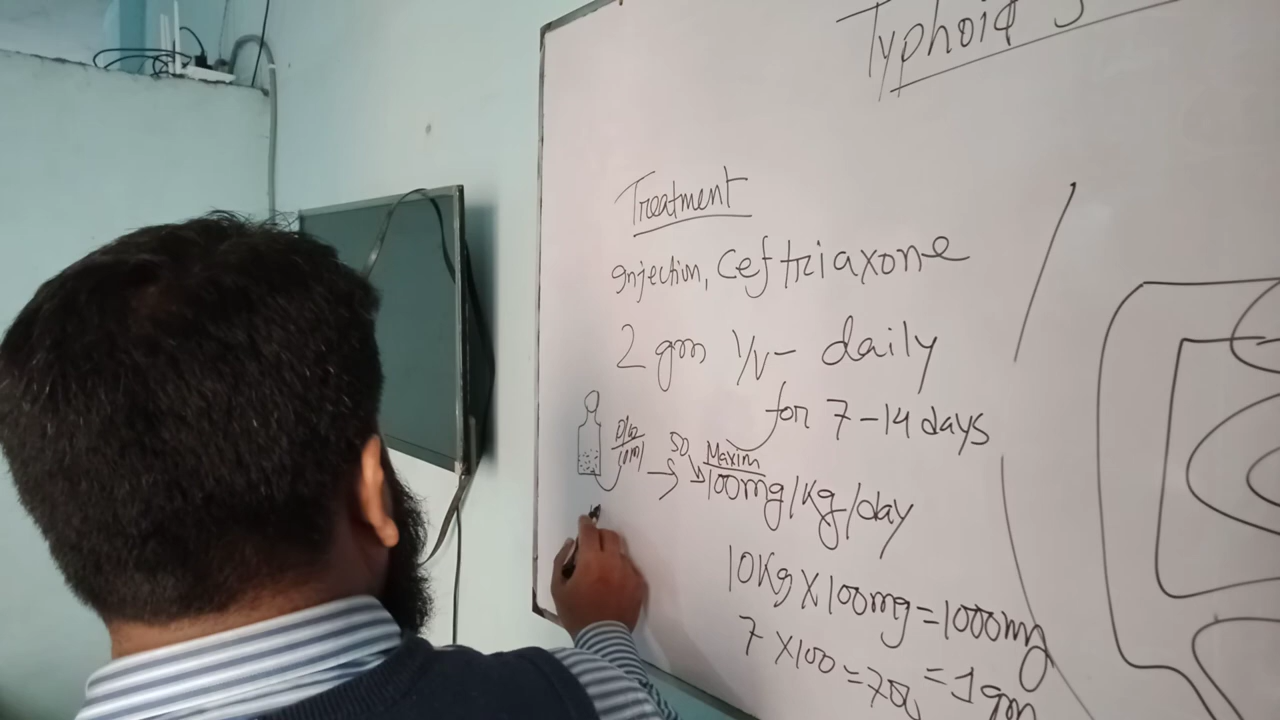 Typhoid
Treatment
Injection, Ceftriaxone
2 gm I/V- daily
for 7-14 days
50 Maxim
100mg/Kg/day
10Kg X 100mg = 1000mg
= 1 gm
7 X 100 = 700